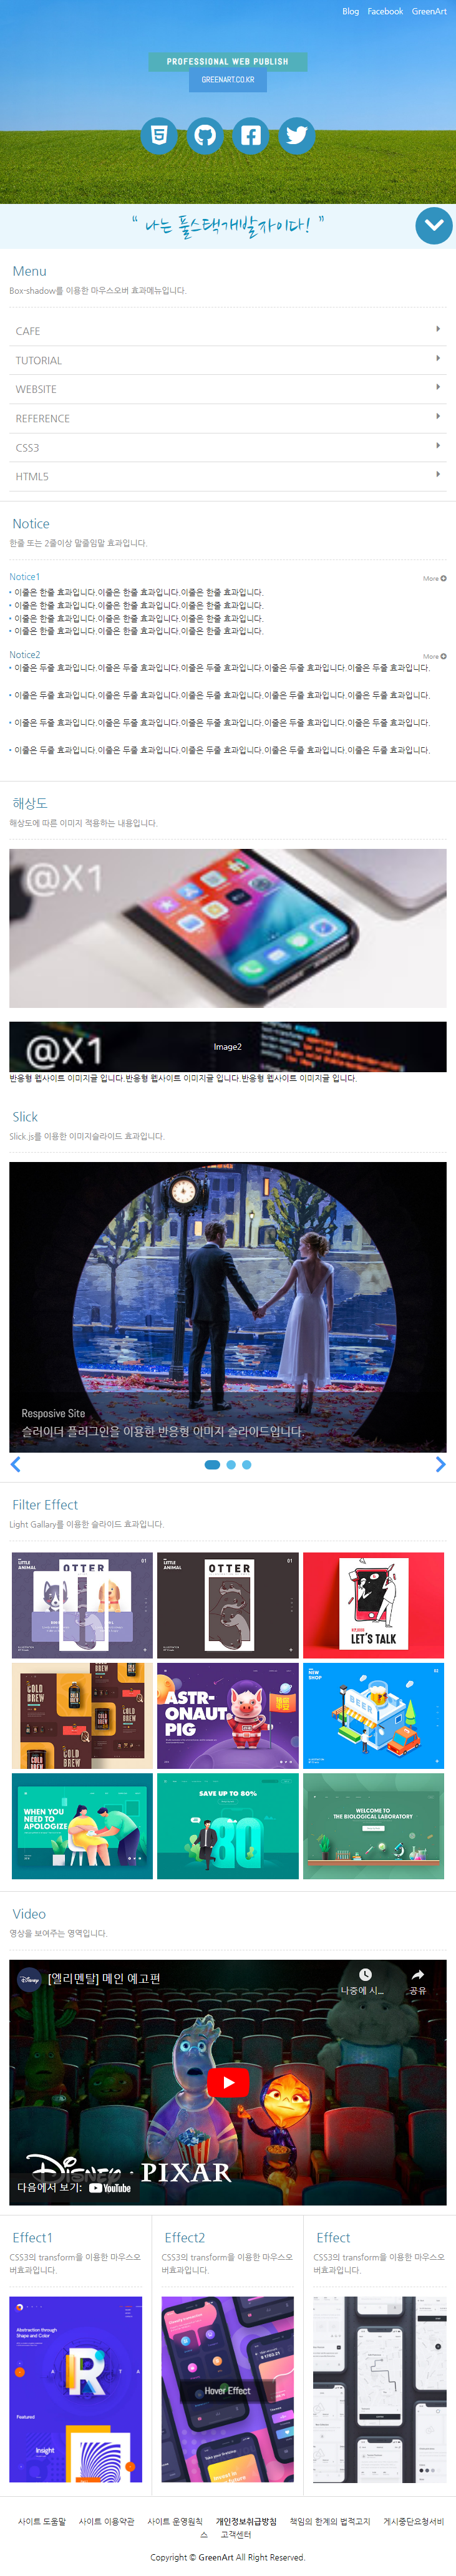 Blog Facebook GreenArt
PROFESSIONAL WEB PUBLISH
GREENART.CO.KR
“ 나는 풀스택개발자이다! ”
Menu
Box-shadow를 이용한 마우스오버 효과메뉴입니다.
CAFE
TUTORIAL
WEBSITE
REFERENCE
CSS3
HTML5
Notice
한줄 또는 2줄이상 말줄임말 효과입니다.
Notice1 More
이줄은 한줄 효과입니다.이줄은 한줄 효과입니다.이줄은 한줄 효과입니다.
이줄은 한줄 효과입니다.이줄은 한줄 효과입니다.이줄은 한줄 효과입니다.
이줄은 한줄 효과입니다.이줄은 한줄 효과입니다.이줄은 한줄 효과입니다.
이줄은 한줄 효과입니다.이줄은 한줄 효과입니다.이줄은 한줄 효과입니다.
Notice2 More
이줄은 두줄 효과입니다.이줄은 두줄 효과입니다.이줄은 두줄 효과입니다.이줄은 두줄 효과입니다.이줄은 두줄 효과입니다.
이줄은 두줄 효과입니다.이줄은 두줄 효과입니다.이줄은 두줄 효과입니다.이줄은 두줄 효과입니다.이줄은 두줄 효과입니다.
이줄은 두줄 효과입니다.이줄은 두줄 효과입니다.이줄은 두줄 효과입니다.이줄은 두줄 효과입니다.이줄은 두줄 효과입니다.
이줄은 두줄 효과입니다.이줄은 두줄 효과입니다.이줄은 두줄 효과입니다.이줄은 두줄 효과입니다.이줄은 두줄 효과입니다.
해상도
해상도에 따른 이미지 적용하는 내용입니다.
@X1
@X1
Image2
반응형 웹사이트 이미지글 입니다.반응형 웹사이트 이미지글 입니다.반응형 웹사이트 이미지글 입니다.
Slick
Slick.js를 이용한 이미지슬라이드 효과입니다.
Resposive Site
슬러이더 플러그인을 이용한 반응형 이미지 슬라이드입니다.
Filter Effect
Light Gallary를 이용한 슬라이드 효과입니다.
LITTLE ANIMAL
OTTER
01
LITTLE ANIMAL
OTTER
01
LET'S TALK
COLD BREW
COLD BREW
ASTR-
ONAUT
PIG
NEW
SHOP
BEER
WHEN YOU
NEED TO
APOLOGIZE
SAVE UP TO 80%
80
WELCOME TO
THE BIOLOGICAL LABORATORY
Video
영상을 보여주는 영역입니다.
Disney [엘리멘탈] 메인 예고편
나중에 시... 공유
Disney · PIXAR
다음에서 보기: YouTube
Effect1
CSS3의 transform을 이용한 마우스오
버효과입니다.
Abstraction through
Shape and Color
R
Featured
Insight
Effect2
CSS3의 transform을 이용한 마우스오
버효과입니다.
Hover Effect
Effect
CSS3의 transform을 이용한 마우스오
버효과입니다.
사이트 도움말 사이트 이용약관 사이트 운영원칙 개인정보취급방침 책임의 한계의 법적고지 게시중단요청서비
스 고객센터
Copyright © GreenArt All Right Reserved.